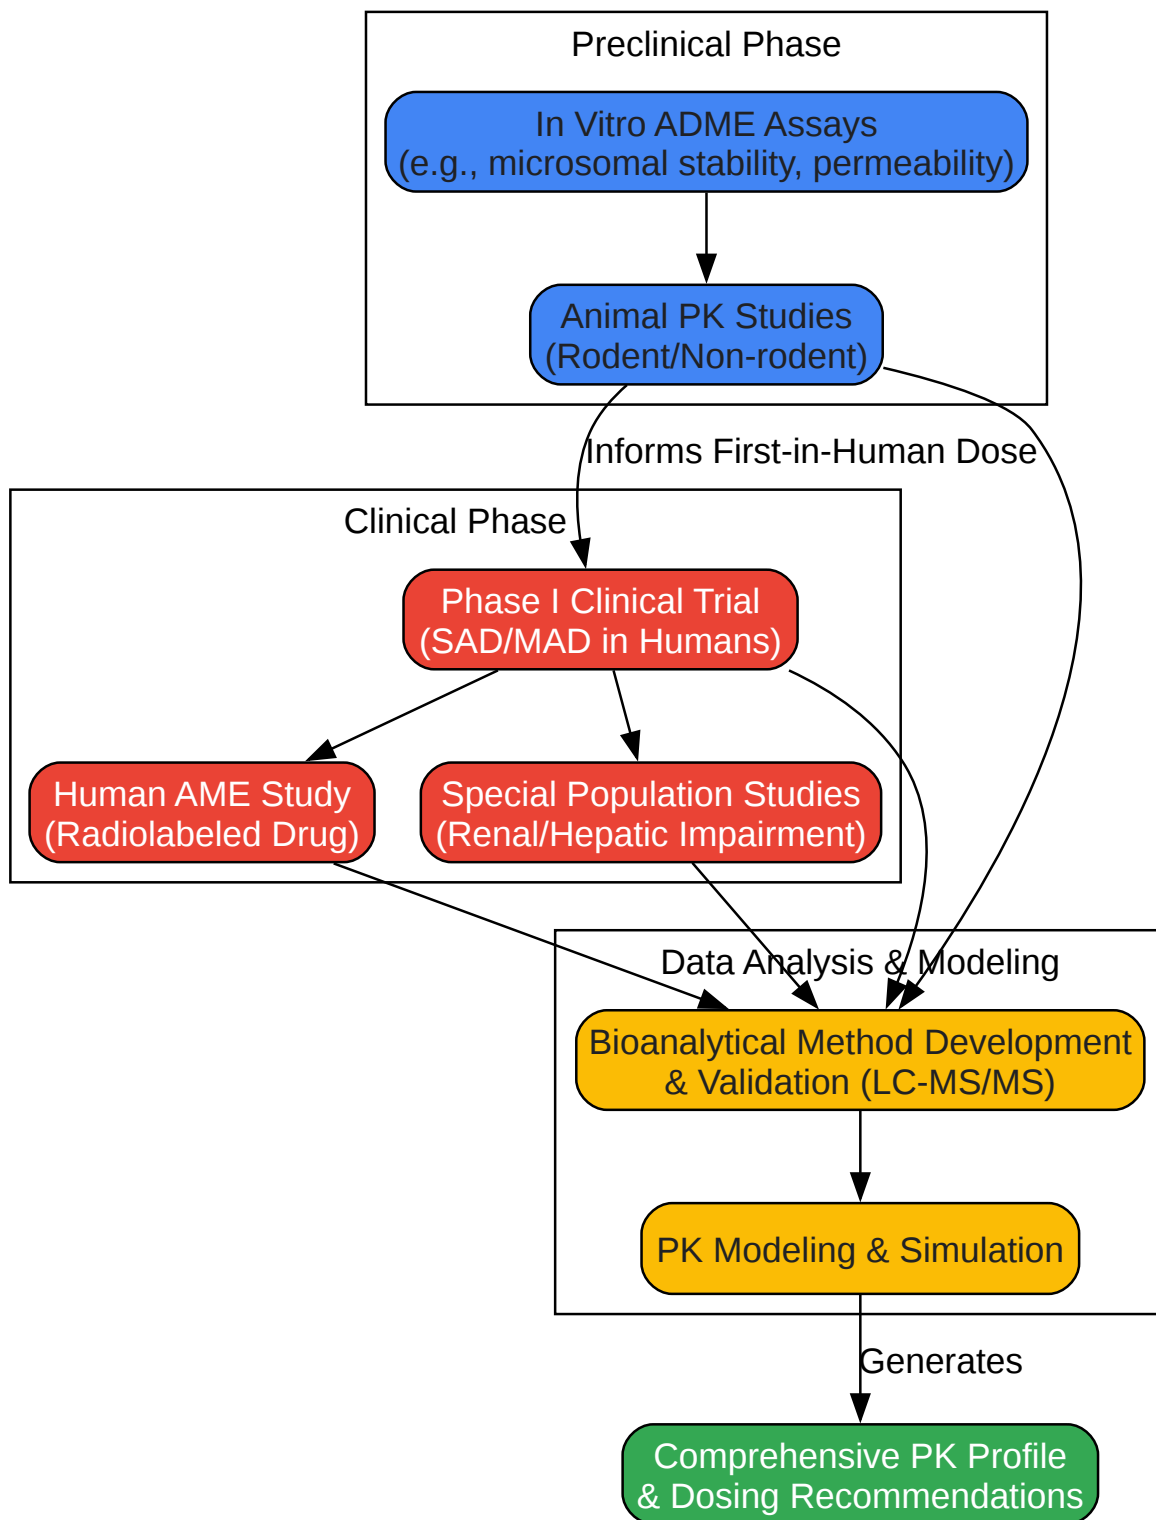 Preclinical Phase
In Vitro ADME Assays
(e.g., microsomal stability, permeability)
Animal PK Studies
(Rodent/Non-rodent)
Informs First-in-Human Dose
Clinical Phase
Phase I Clinical Trial
(SAD/MAD in Humans)
Human AME Study
(Radiolabeled Drug)
Special Population Studies
(Renal/Hepatic Impairment)
Data Analysis & Modeling
Bioanalytical Method Development
& Validation (LC-MS/MS)
PK Modeling & Simulation
Generates
Comprehensive PK Profile
& Dosing Recommendations